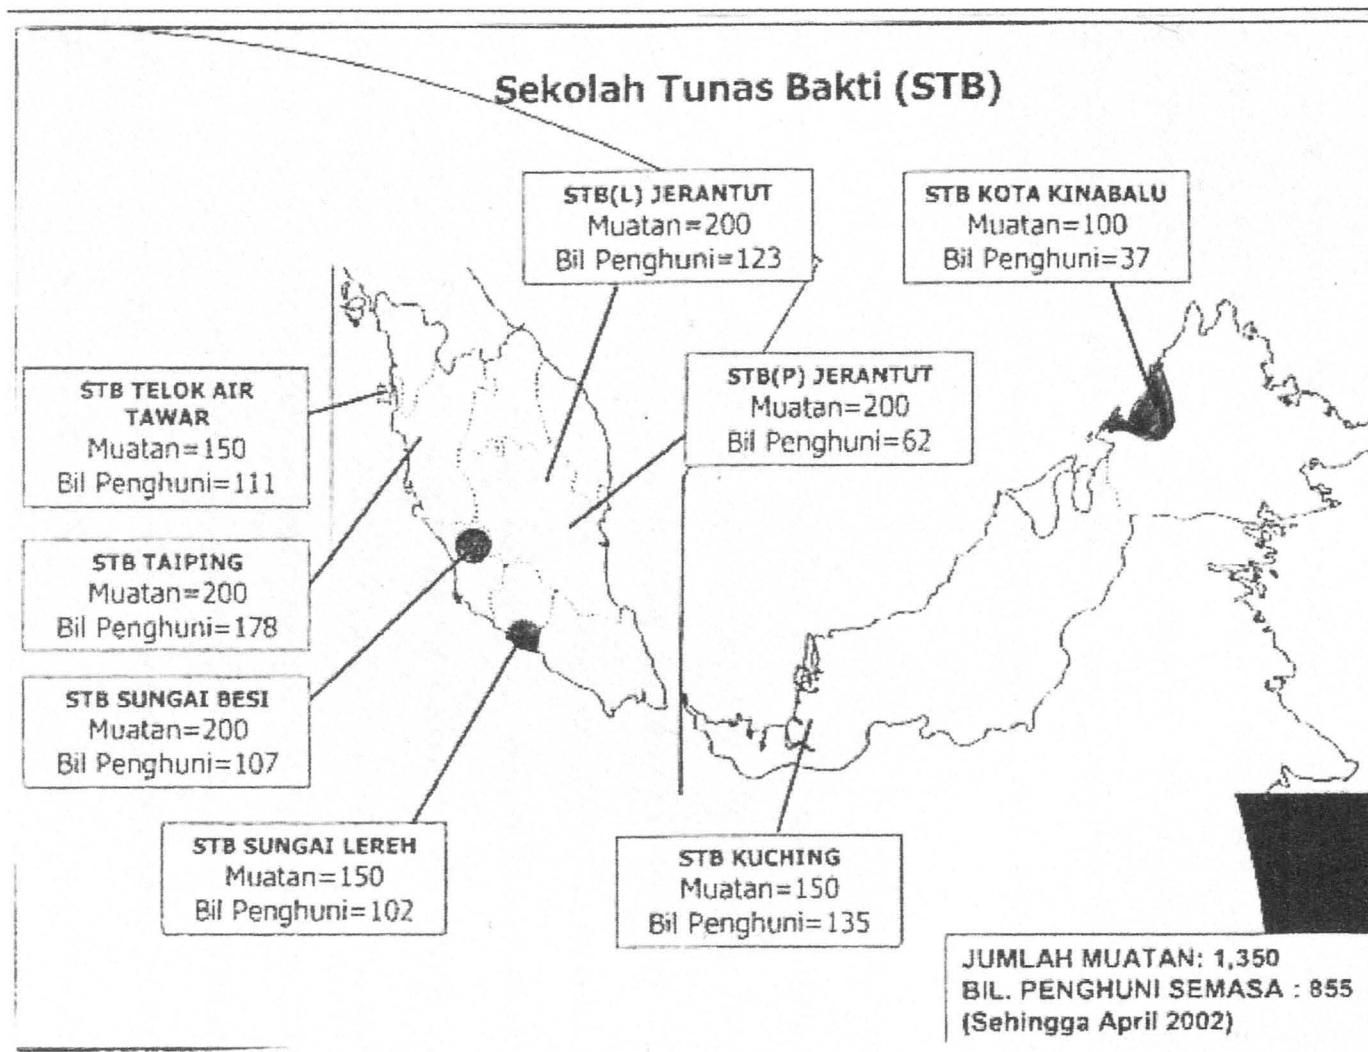 Sekolah Tunas Bakti (STB)
STB(L) JERANTUT
Muatan=200
Bil Penghuni=123
STB KOTA KINABALU
Muatan=100
Bil Penghuni=37
STB TELOK AIR
TAWAR
Muatan=150
Bil Penghuni=111
STB(P) JERANTUT
Muatan=200
Bil Penghuni=62
STB TAIPING
Muatan=200
Bil Penghuni=178
STB SUNGAI BESI
Muatan=200
Bil Penghuni=107
STB SUNGAI LEREH
Muatan=150
Bil Penghuni=102
STB KUCHING
Muatan=150
Bil Penghuni=135
JUMLAH MUATAN: 1,350
BIL. PENGHUNI SEMASA : 855
(Sehingga April 2002)